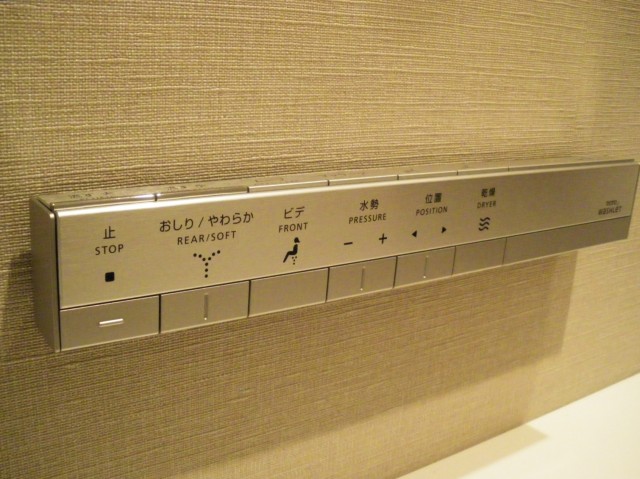 止
STOP
おしり/やわらか
REAR/SOFT
ビデ
FRONT
水勢
PRESSURE
− +
位置
POSITION
乾燥
DRYER
WASHLET